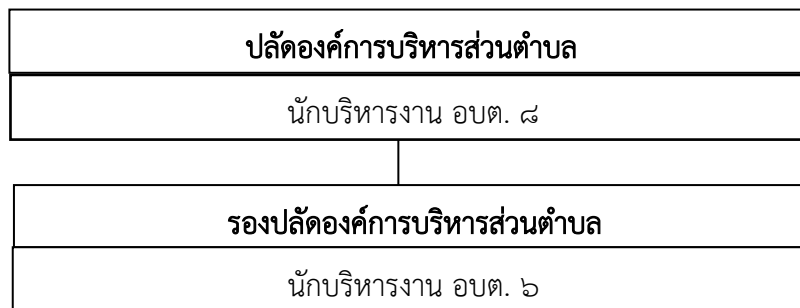 ปลัดองค์การบริหารส่วนตำบล
นักบริหารงาน อบต. ๘
รองปลัดองค์การบริหารส่วนตำบล
นักบริหารงาน อบต. ๖